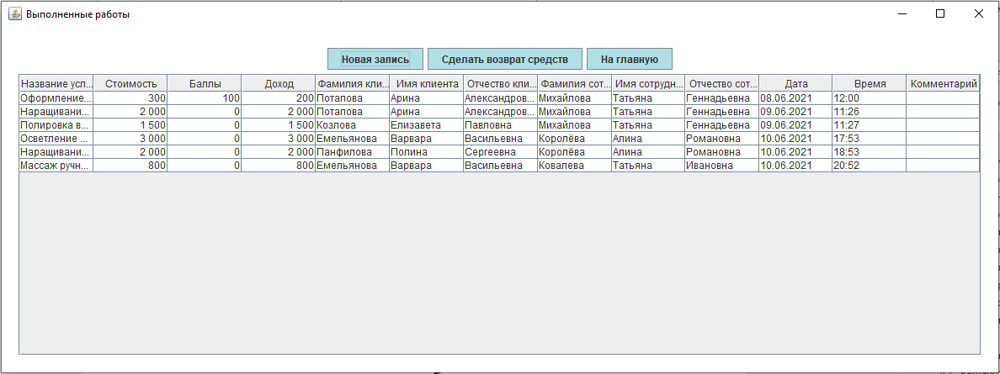 Выполненные работы
Новая запись Сделать возврат средств На главную
Название усл... Стоимость Баллы Доход Фамилия кли... Имя клиента Отчество кли... Фамилия сот... Имя сотрудн... Отчество сот... Дата Время Комментарий
Оформление... 300 100 200 Потапова Арина Александров... Михайлова Татьяна Геннадьевна 08.06.2021 12:00
Наращивани... 2 000 0 2 000 Потапова Арина Александров... Михайлова Татьяна Геннадьевна 09.06.2021 11:26
Полировка в... 1 500 0 1 500 Козлова Елизавета Павловна Михайлова Татьяна Геннадьевна 09.06.2021 11:27
Осветление ... 3 000 0 3 000 Емельянова Варвара Васильевна Королёва Алина Романовна 10.06.2021 17:53
Наращивани... 2 000 0 2 000 Панфилова Полина Сергеевна Королёва Алина Романовна 10.06.2021 18:53
Массаж ручн... 800 0 800 Емельянова Варвара Васильевна Ковалева Татьяна Ивановна 10.06.2021 20:52